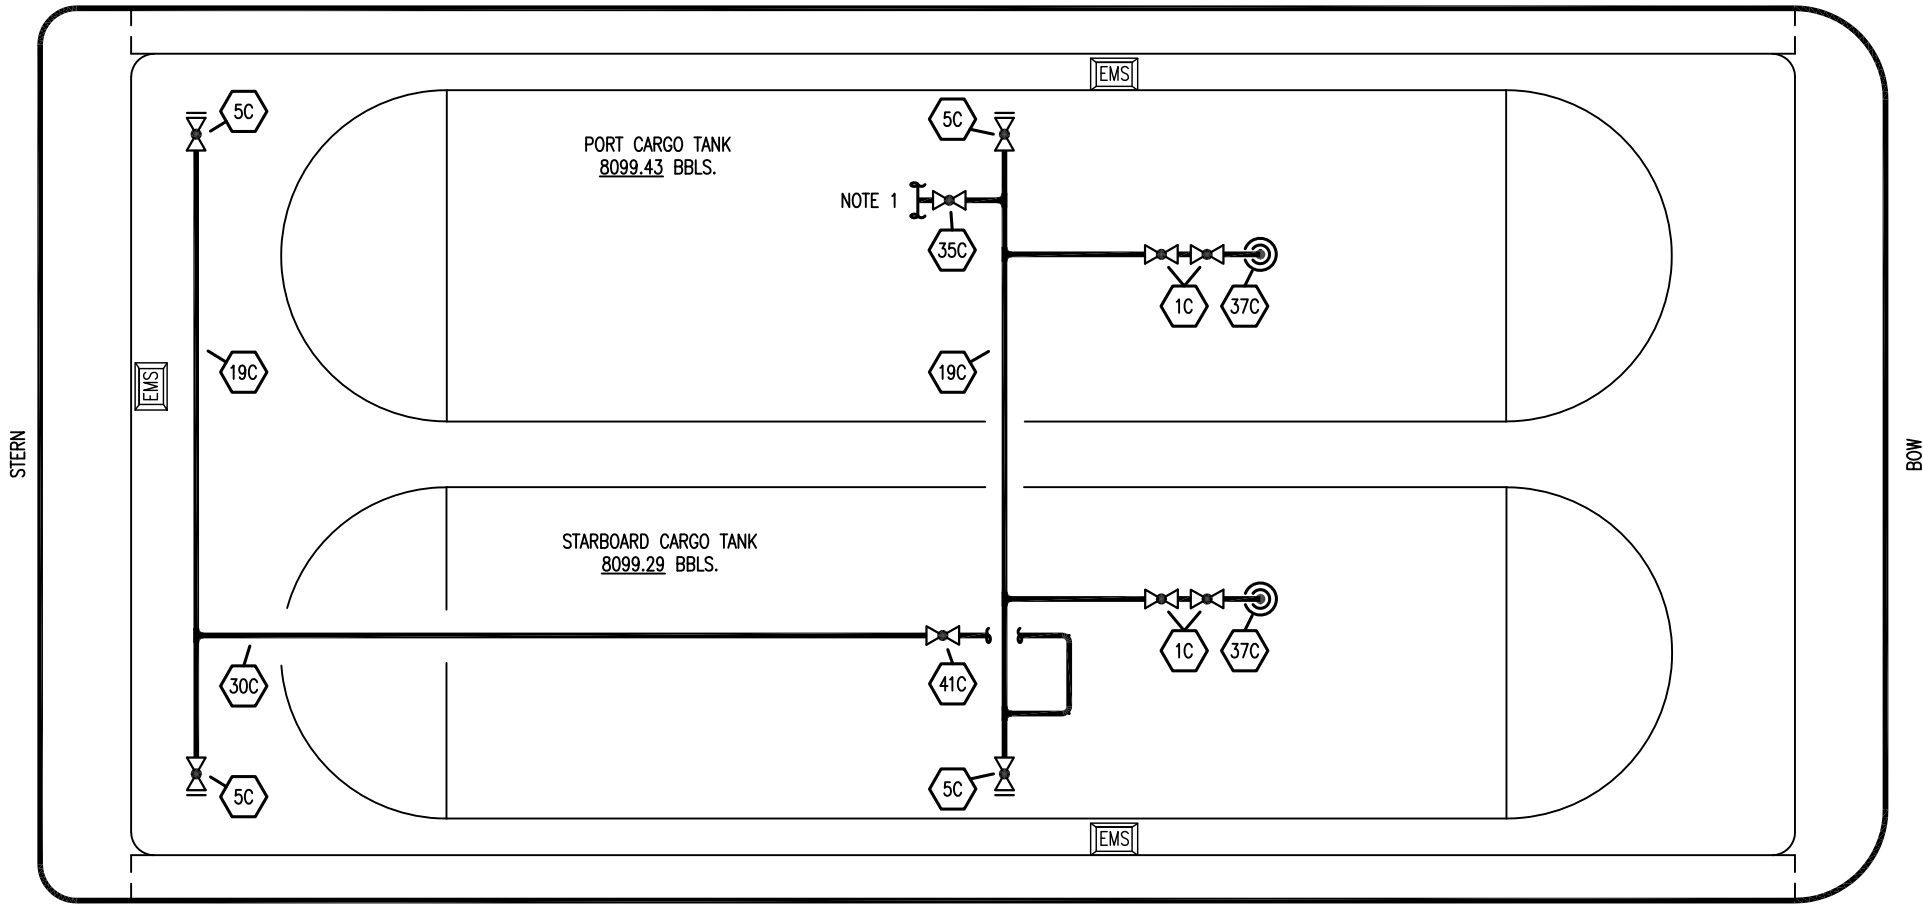 EMS
5C
5C
PORT CARGO TANK
8099.43 BBLS.
NOTE 1
35C
1C
37C
19C
19C
EMS
STERN
BOW
STARBOARD CARGO TANK
8099.29 BBLS.
30C
41C
1C
37C
5C
5C
EMS